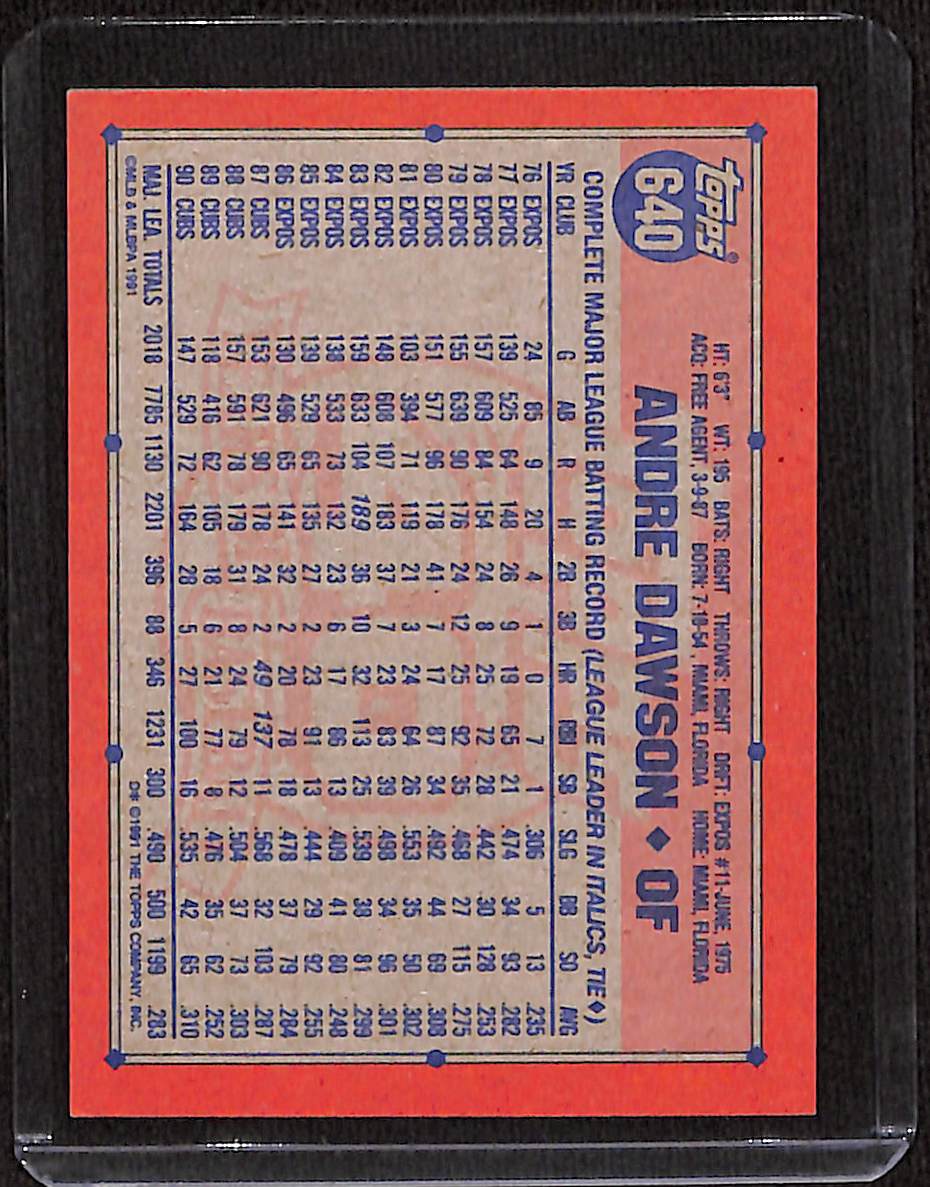 topps®
640
HT: 6'3" WT: 195 BATS: RIGHT THROWS: RIGHT DRFT: EXPOS #11-JUNE, 1975
ACQ: FREE AGENT, 3-9-87 BORN: 7-10-54, MIAMI, FLORIDA HOME: MIAMI, FLORIDA
ANDRE DAWSON ♦ OF
COMPLETE MAJOR LEAGUE BATTING RECORD (LEAGUE LEADER IN ITALICS, TIE♦)
YR CLUB G AB R H 2B 3B HR RBI SB SLG BB SO AVG
76 EXPOS 24 85 9 20 4 1 0 7 1 .306 5 13 .235
77 EXPOS 139 525 64 148 26 9 19 65 21 .474 34 93 .282
78 EXPOS 157 609 84 154 24 8 25 72 28 .442 30 128 .253
79 EXPOS 155 639 90 176 24 12 25 92 35 .468 27 115 .275
80 EXPOS 151 577 96 178 41 7 17 87 34 .492 44 69 .308
81 EXPOS 103 394 71 119 21 3 24 64 26 .553 35 50 .302
82 EXPOS 148 608 107 183 37 7 23 83 39 .498 34 96 .301
83 EXPOS 159 633 104 189 36 10 32 113 25 .539 38 81 .299
84 EXPOS 138 533 73 132 23 6 17 86 13 .409 41 80 .248
85 EXPOS 139 529 65 135 27 2 23 91 13 .444 29 92 .255
86 EXPOS 130 496 65 141 32 2 20 78 18 .478 37 79 .284
87 CUBS 153 621 90 178 24 2 49 137 11 .568 32 103 .287
88 CUBS 157 591 78 179 31 8 24 79 12 .504 37 73 .303
89 CUBS 118 416 62 105 18 6 21 77 8 .476 35 62 .252
90 CUBS 147 529 72 164 28 5 27 100 16 .535 42 65 .310
MAJ. LEA. TOTALS 2018 7785 1130 2201 396 88 346 1231 300 .490 500 1199 .283
©MLB & MLBPA 1991
D* ©1991 THE TOPPS COMPANY, INC.